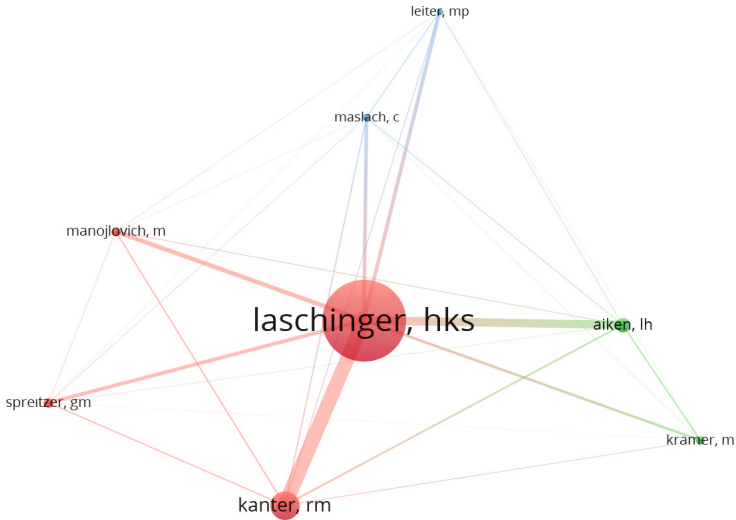 leiter, mp
maslach, c
manojlovich, m
laschinger, hks
aiken, lh
spreitzer, gm
kramer, m
kanter, rm